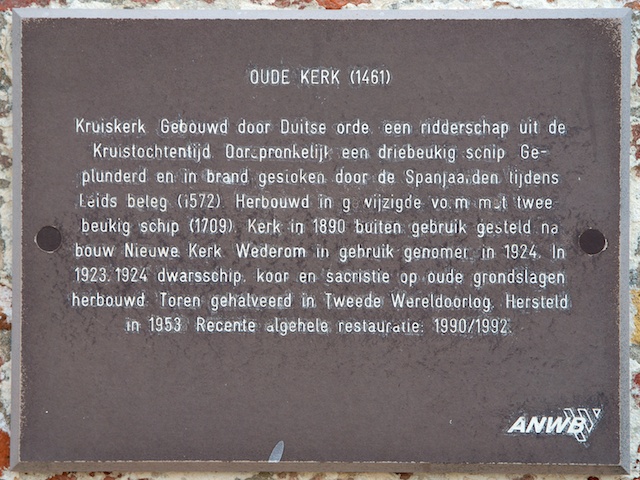 OUDE KERK (1461)
Kruiskerk. Gebouwd door Duitse orde een ridderschap uit de
Kruistochtentijd. Oorspronkelijk een driebeukig schip. Ge-
plunderd en in brand gestoken door de Spanjaarden tijdens
Leids beleg (1572). Herbouwd in gewijzigde vorm met twee
beukig schip (1709). Kerk in 1890 buiten gebruik gesteld na
bouw Nieuwe Kerk. Wederom in gebruik genomen in 1924. In
1923.1924 dwarsschip, koor en sacristie op oude grondslagen
herbouwd. Toren gehalveerd in Tweede Wereldoorlog. Hersteld
in 1953. Recente algehele restauratie: 1990/1992.
ANWB